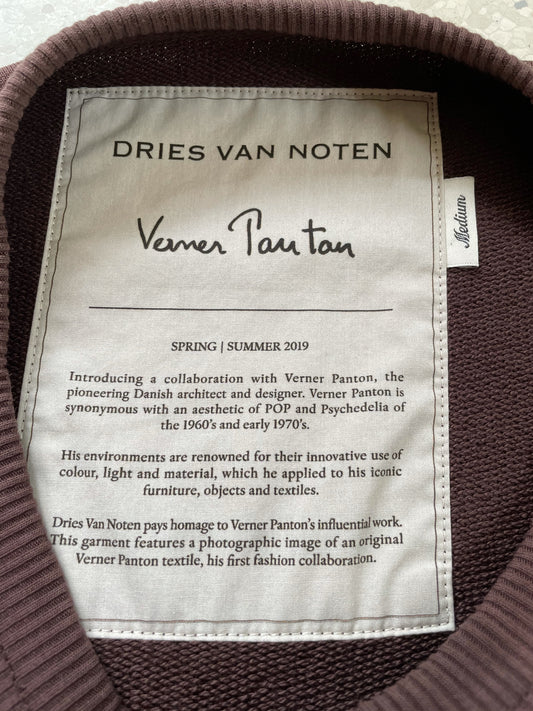 DRIES VAN NOTEN
Verner Panton
Medium
SPRING | SUMMER 2019
Introducing a collaboration with Verner Panton, the
pioneering Danish architect and designer. Verner Panton is
synonymous with an aesthetic of POP and Psychedelia of
the 1960's and early 1970's.
His environments are renowned for their innovative use of
colour, light and material, which he applied to his iconic
furniture, objects and textiles.
Dries Van Noten pays homage to Verner Panton's influential work.
This garment features a photographic image of an original
Verner Panton textile, his first fashion collaboration.